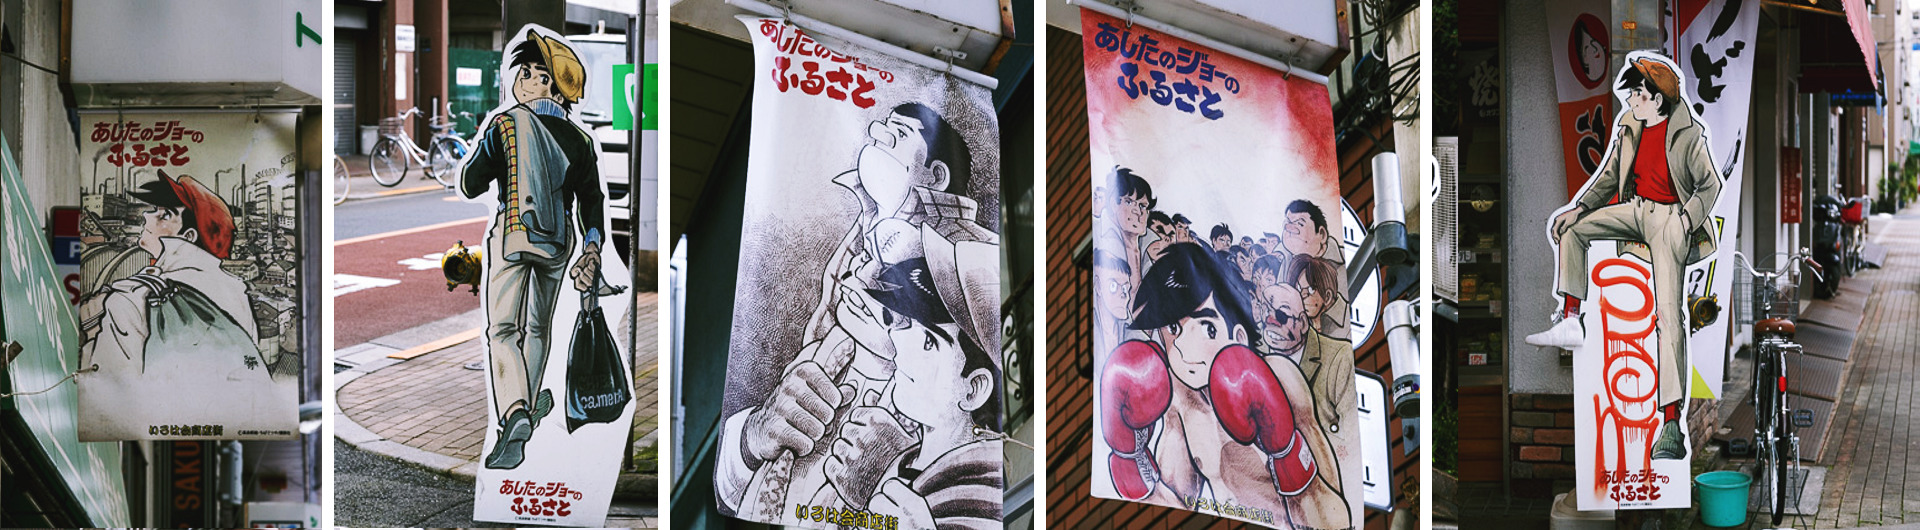 あしたのジョーの
ふるさと
いろは会商店街
camera
あしたのジョーの
ふるさと
あしたのジョーの
ふるさと
いろは会商店街
あしたのジョーの
ふるさと
いろは会商店街
焼
あしたのジョーの
ふるさと
SAKU